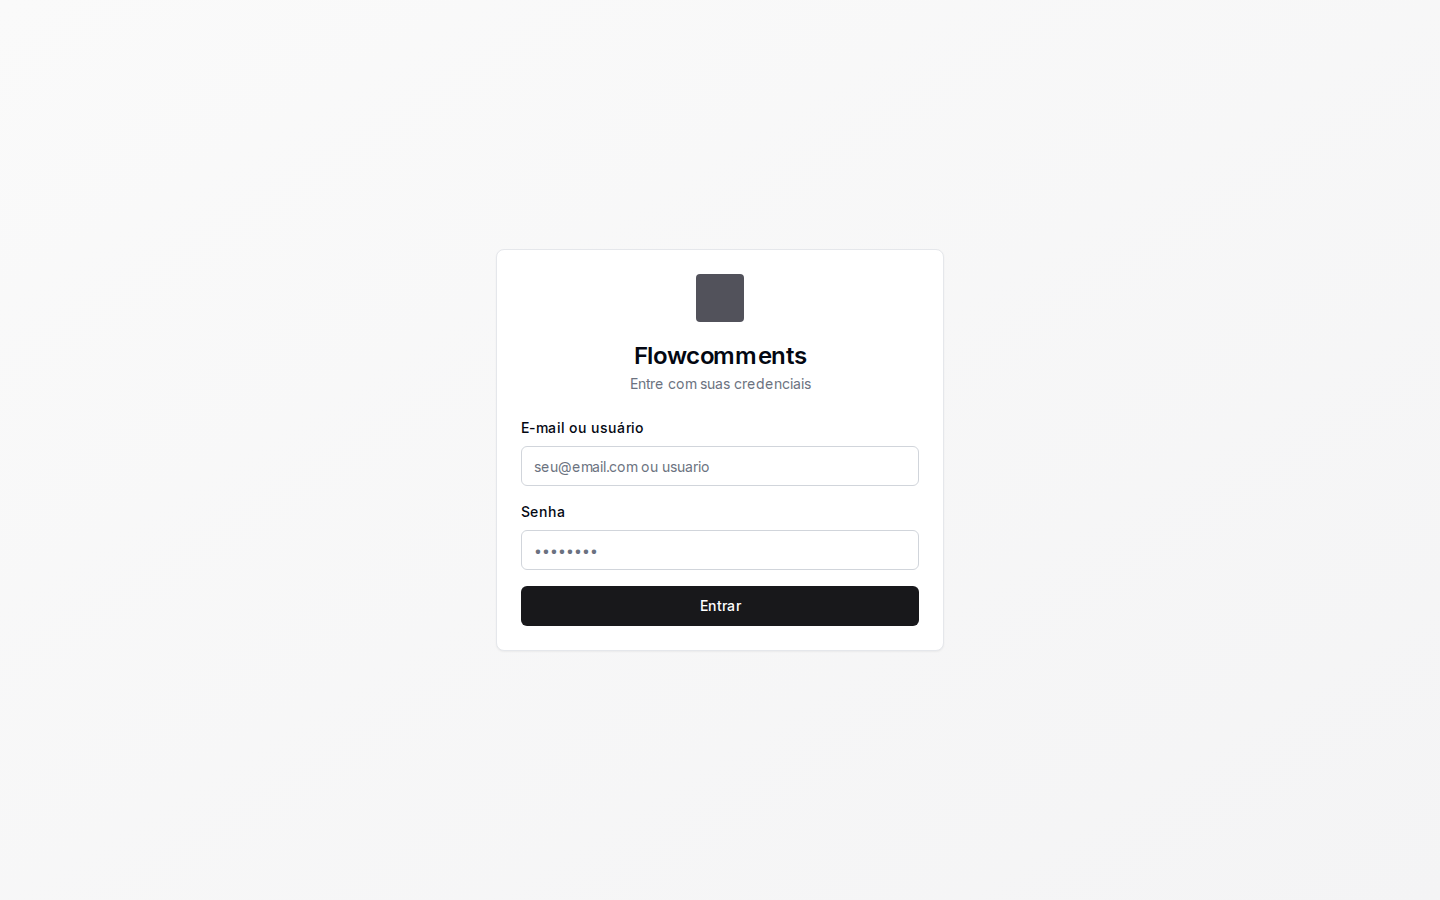 Flowcomments
Entre com suas credenciais
E-mail ou usuário
seu@email.com ou usuario
Senha
••••••••
Entrar